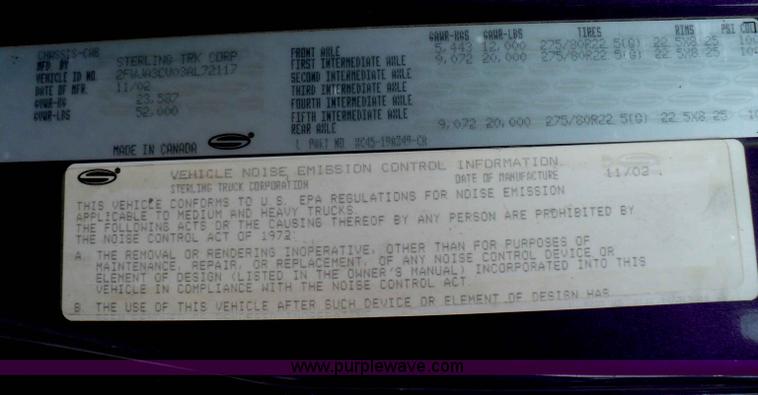 CHASSIS-CAB
MFD BY STERLING TRK CORP
VEHICLE ID NO. 2FWJA3CV03AL72117
DATE OF MFR. 11/02
GVWR-KG 23,587
GVWR-LBS 52,000
MADE IN CANADA
GAWR-KGS GAWR-LBS TIRES RIMS PSI
FRONT AXLE 5,443 12,000 275/80R22.5(G) 22.5X8.25
FIRST INTERMEDIATE AXLE 9,072 20,000 275/80R22.5(G) 22.5X8.25
SECOND INTERMEDIATE AXLE
THIRD INTERMEDIATE AXLE
FOURTH INTERMEDIATE AXLE
FIFTH INTERMEDIATE AXLE
REAR AXLE 9,072 20,000 275/80R22.5(G) 22.5X8.25
PART NO
S
S
VEHICLE NOISE EMISSION CONTROL INFORMATION
STERLING TRUCK CORPORATION DATE OF MANUFACTURE 11/02
THIS VEHICLE CONFORMS TO U.S. EPA REGULATIONS FOR NOISE EMISSION
APPLICABLE TO MEDIUM AND HEAVY TRUCKS.
THE FOLLOWING ACTS OR THE CAUSING THEREOF BY ANY PERSON ARE PROHIBITED BY
THE NOISE CONTROL ACT OF 1972:
A. THE REMOVAL OR RENDERING INOPERATIVE, OTHER THAN FOR PURPOSES OF
MAINTENANCE, REPAIR, OR REPLACEMENT, OF ANY NOISE CONTROL DEVICE OR
ELEMENT OF DESIGN (LISTED IN THE OWNER'S MANUAL) INCORPORATED INTO THIS
VEHICLE IN COMPLIANCE WITH THE NOISE CONTROL ACT.
B. THE USE OF THIS VEHICLE AFTER SUCH DEVICE OR ELEMENT OF DESIGN HAS
www.purplewave.com